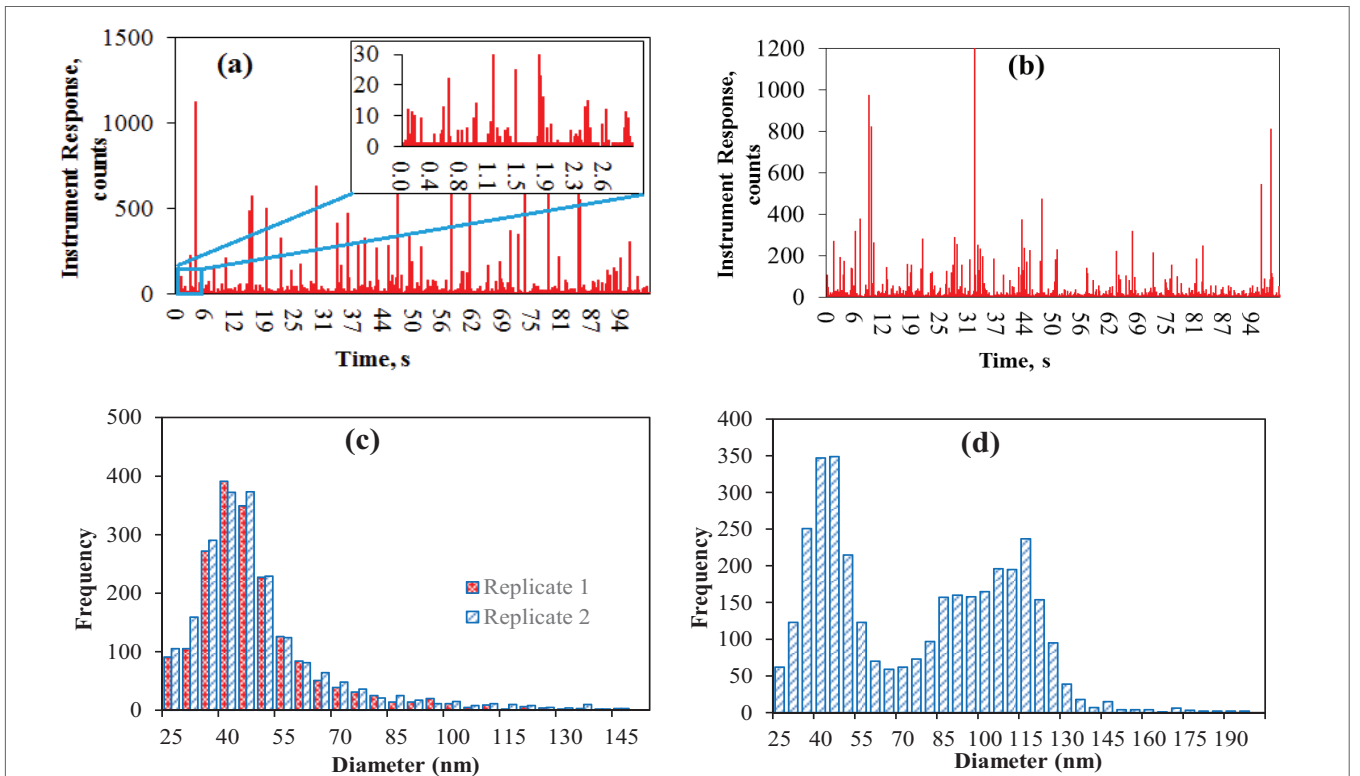 (a)
Instrument Response,
counts
1500
1000
500
0
30
20
10
0
0.0 0.4 0.8 1.1 1.5 1.9 2.3 2.6
0 6 12 19 25 31 37 44 50 56 62 69 75 81 87 94
Time, s
(b)
Instrument Response,
counts
1200
1000
800
600
400
200
0
0 6 12 19 25 31 37 44 50 56 62 69 75 81 87 94
Time, s
(c)
Frequency
500
400
300
200
100
0
Replicate 1
Replicate 2
25 40 55 70 85 100 115 130 145
Diameter (nm)
(d)
Frequency
400
350
300
250
200
150
100
50
0
25 40 55 70 85 100 115 130 145 160 175 190
Diameter (nm)